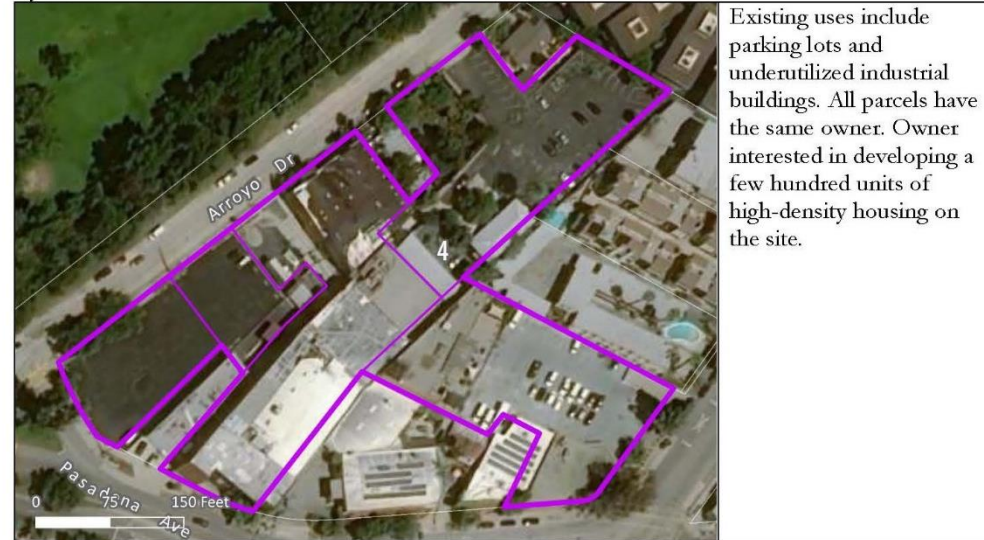 Existing uses include
parking lots and
underutilized industrial
buildings. All parcels have
the same owner. Owner
interested in developing a
few hundred units of
high-density housing on
the site.
Arroyo Dr
4
Pasadena Ave
0 75 150 Feet